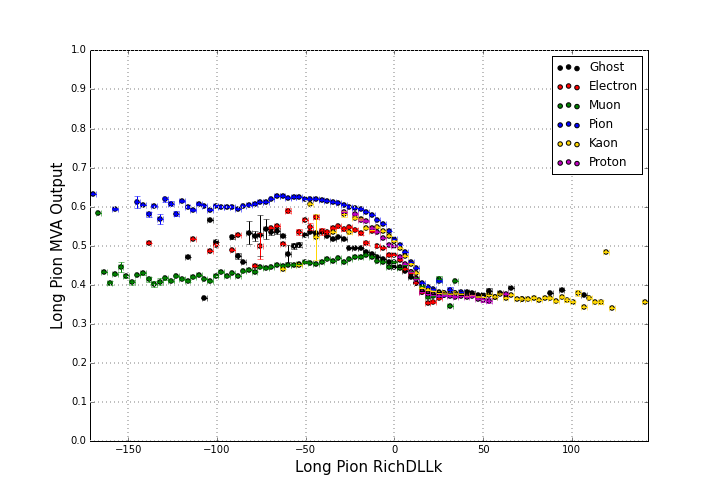 1.0
0.9
0.8
0.7
0.6
0.5
0.4
0.3
0.2
0.1
0.0
Long Pion MVA Output
Ghost
Electron
Muon
Pion
Kaon
Proton
−150 −100 −50 0 50 100
Long Pion RichDLLk